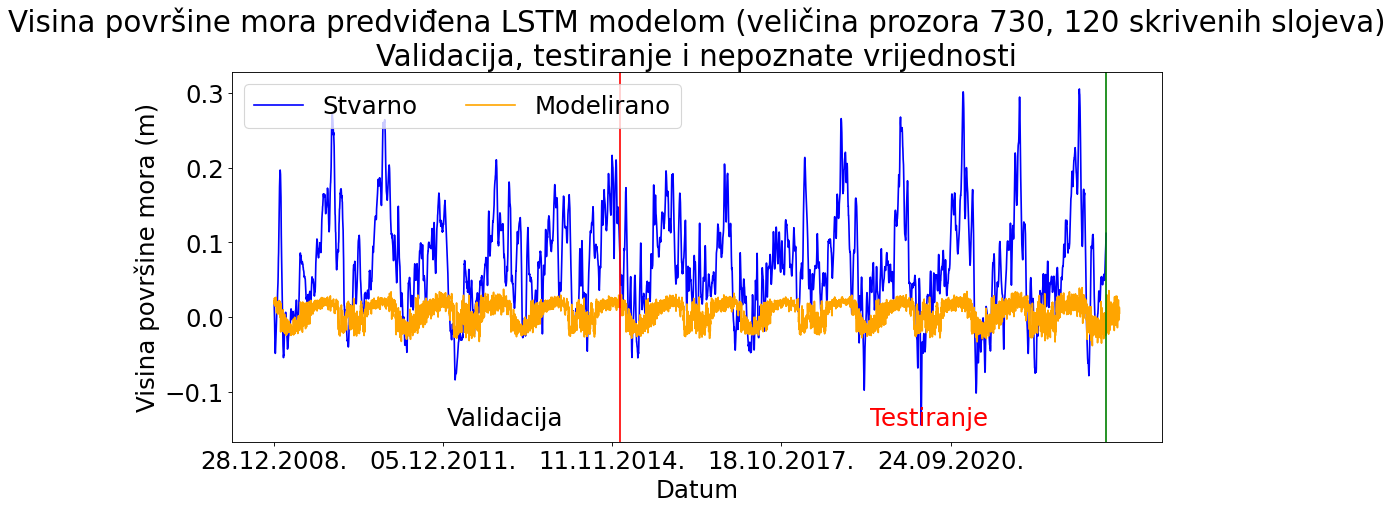 Visina površine mora predviđena LSTM modelom (veličina prozora 730, 120 skrivenih slojeva)
Validacija, testiranje i nepoznate vrijednosti
Stvarno Modelirano
Visina površine mora (m)
0.3
0.2
0.1
0.0
−0.1
Validacija Testiranje
28.12.2008. 05.12.2011. 11.11.2014. 18.10.2017. 24.09.2020.
Datum